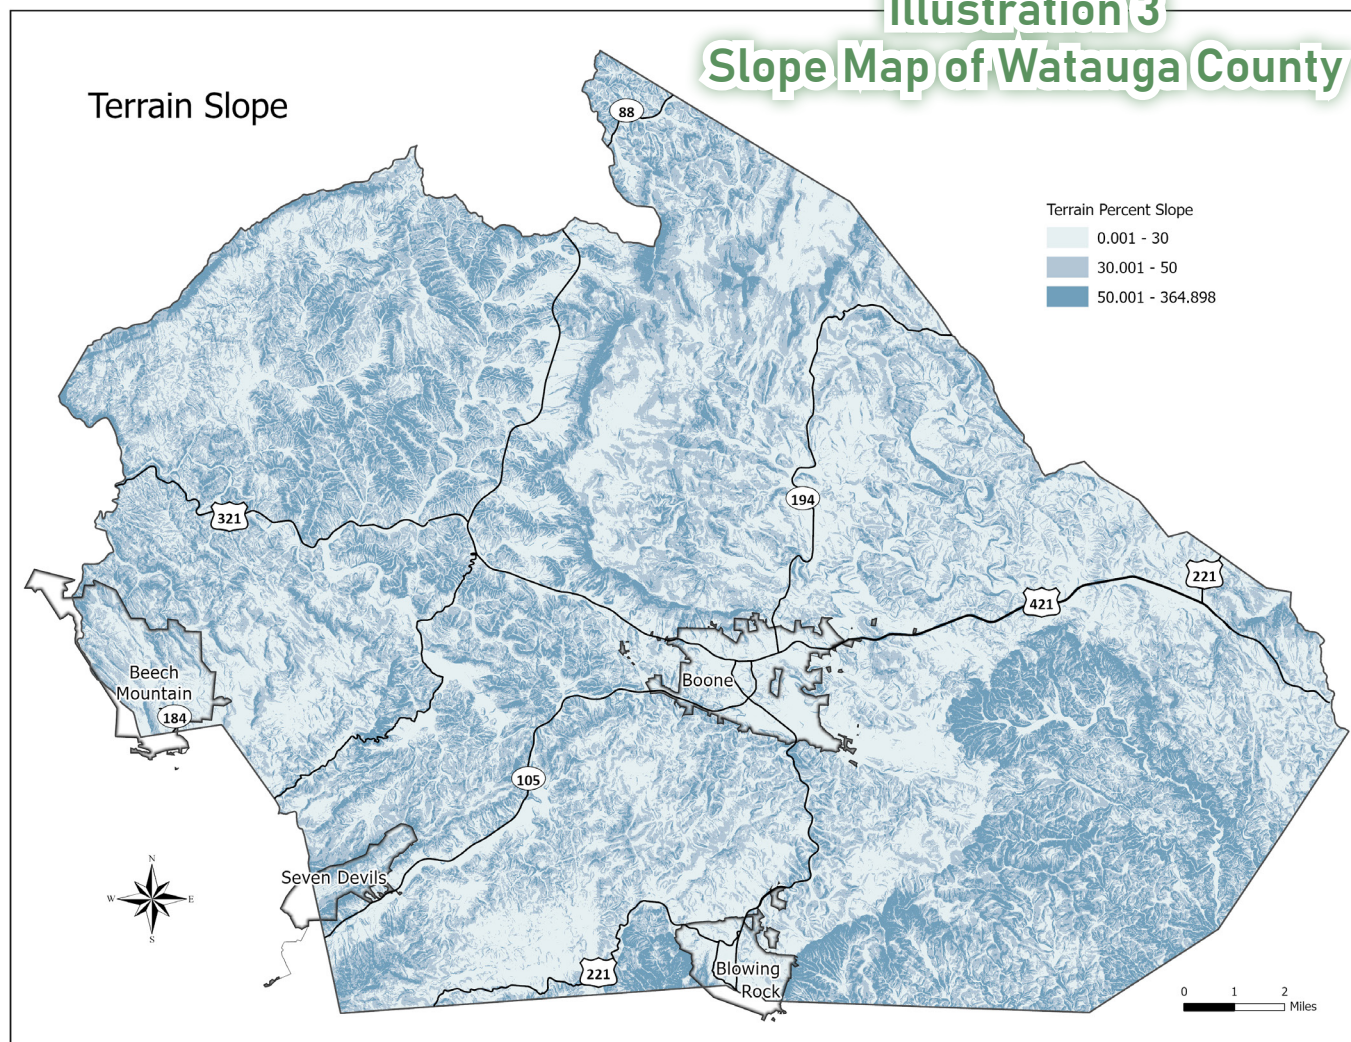 Illustration 3
Slope Map of Watauga County
Terrain Slope
88
Terrain Percent Slope
0.001 - 30
30.001 - 50
50.001 - 364.898
194
321
221
421
Beech
Mountain
184
Boone
105
N
W
E
S
Seven Devils
221
Blowing
Rock
0 1 2
Miles